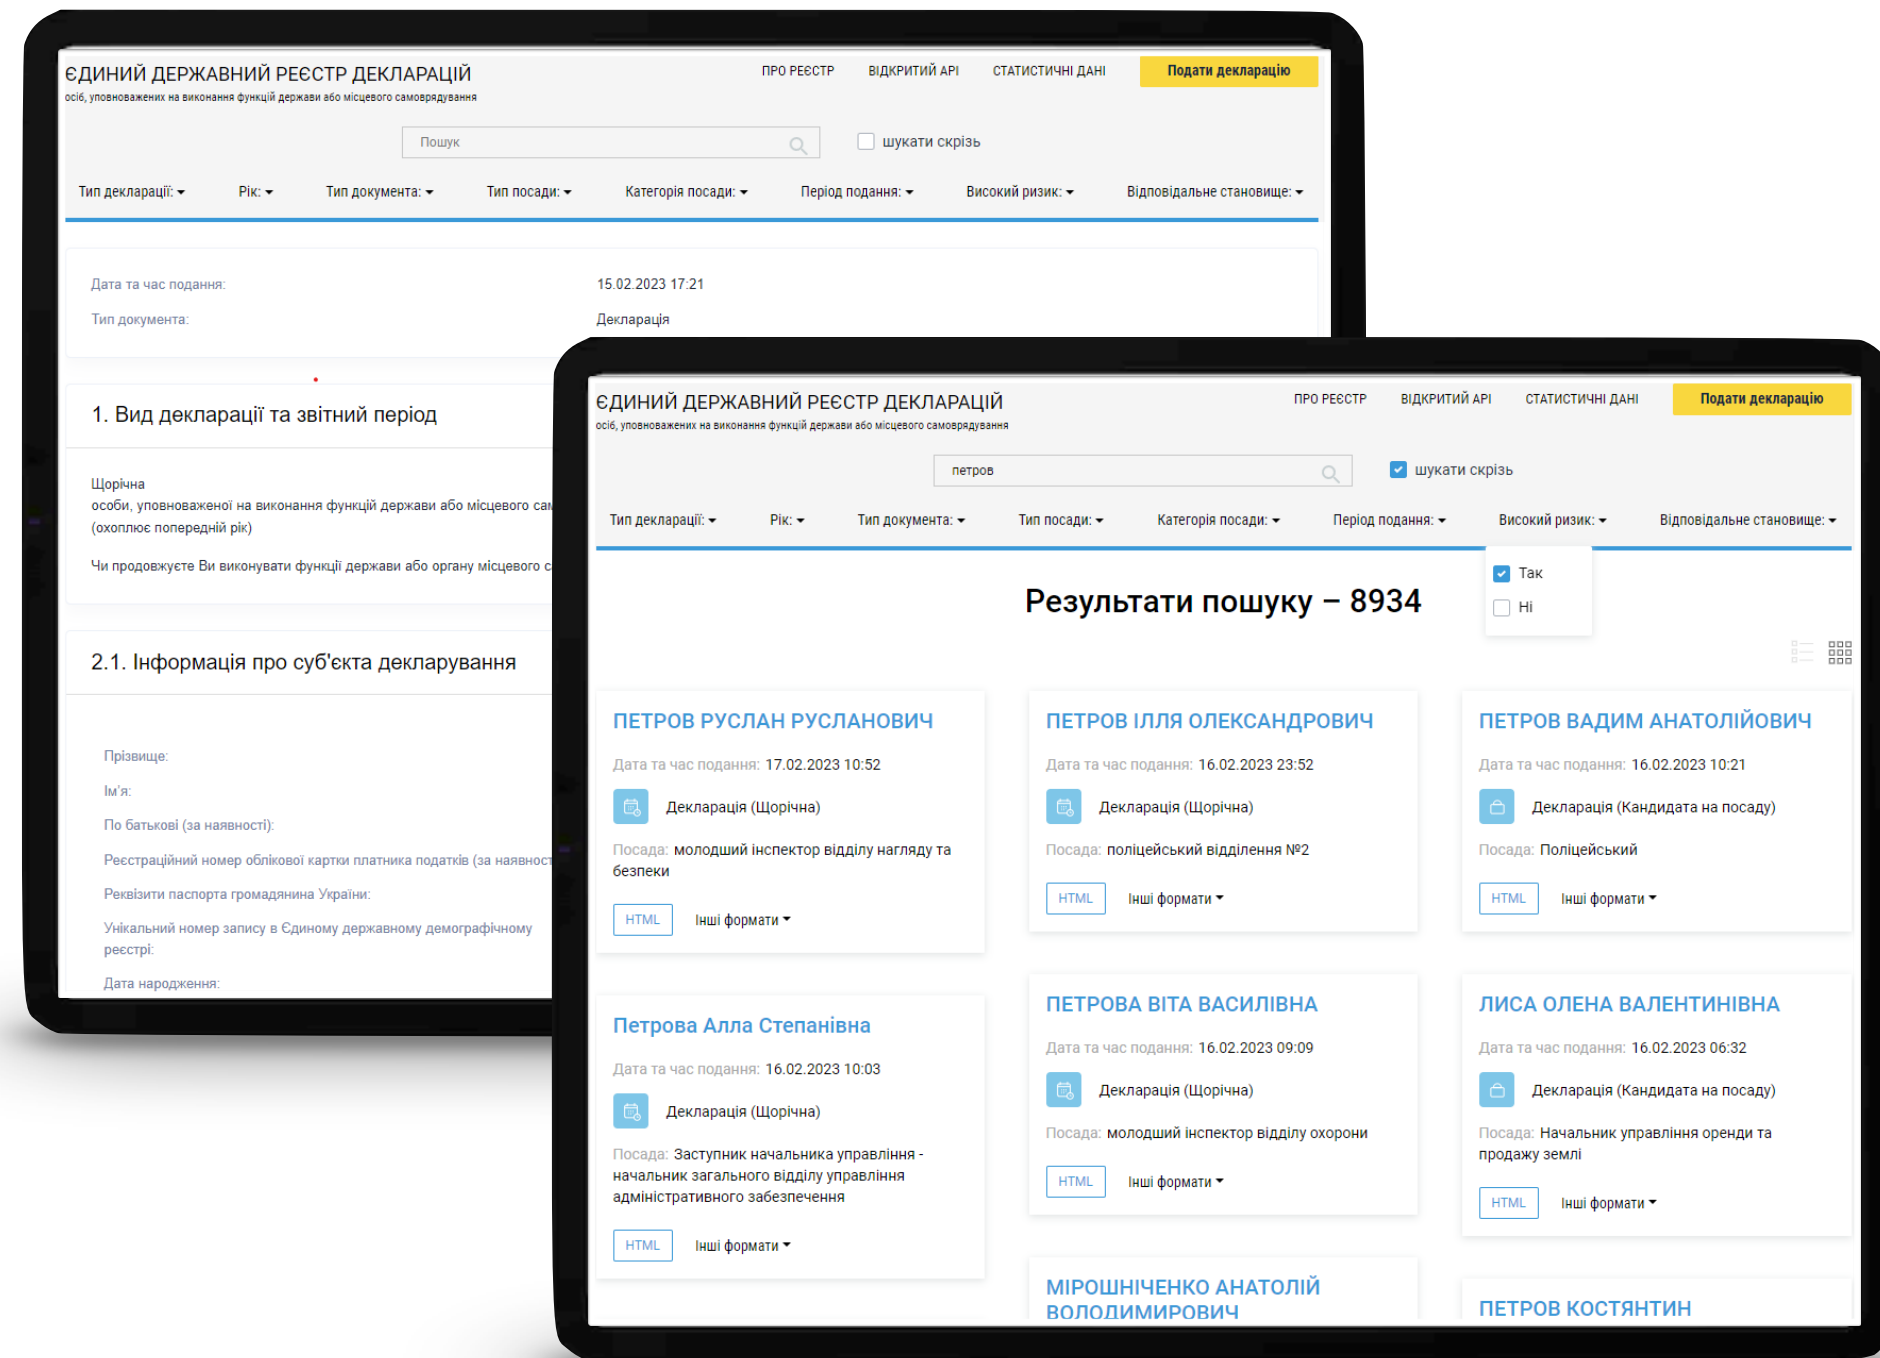 ЄДИНИЙ ДЕРЖАВНИЙ РЕЄСТР ДЕКЛАРАЦІЙ
осіб, уповноважених на виконання функцій держави або місцевого самоврядування
ПРО РЕЄСТР ВІДКРИТИЙ АРІ СТАТИСТИЧНІ ДАНІ Подати декларацію
Пошук шукати скрізь
Тип декларації: Рік: Тип документа: Тип посади: Категорія посади: Період подання: Високий ризик: Відповідальне становище:
Дата та час подання: 15.02.2023 17:21
Тип документа: Декларація
1. Вид декларації та звітний період
Щорічна
особи, уповноваженої на виконання функцій держави або місцевого сам
(охоплює попередній рік)
Чи продовжуєте Ви виконувати функції держави або органу місцевого с
2.1. Інформація про суб'єкта декларування
Прізвище:
Ім'я:
По батькові (за наявності):
Реєстраційний номер облікової картки платника податків (за наявност
Реквізити паспорта громадянина України:
Унікальний номер запису в Єдиному державному демографічному
реєстрі:
Дата народження:
ЄДИНИЙ ДЕРЖАВНИЙ РЕЄСТР ДЕКЛАРАЦІЙ
осіб, уповноважених на виконання функцій держави або місцевого самоврядування
ПРО РЕЄСТР ВІДКРИТИЙ АРІ СТАТИСТИЧНІ ДАНІ Подати декларацію
петров шукати скрізь
Тип декларації: Рік: Тип документа: Тип посади: Категорія посади: Період подання: Високий ризик: Відповідальне становище:
Так
Ні
Результати пошуку – 8934
ПЕТРОВ РУСЛАН РУСЛАНОВИЧ
Дата та час подання: 17.02.2023 10:52
Декларація (Щорічна)
Посада: молодший інспектор відділу нагляду та
безпеки
HTML Інші формати
ПЕТРОВ ІЛЛЯ ОЛЕКСАНДРОВИЧ
Дата та час подання: 16.02.2023 23:52
Декларація (Щорічна)
Посада: поліцейський відділення №2
HTML Інші формати
ПЕТРОВ ВАДИМ АНАТОЛІЙОВИЧ
Дата та час подання: 16.02.2023 10:21
Декларація (Кандидата на посаду)
Посада: Поліцейський
HTML Інші формати
Петрова Алла Степанівна
Дата та час подання: 16.02.2023 10:03
Декларація (Щорічна)
Посада: Заступник начальника управління -
начальник загального відділу управління
адміністративного забезпечення
HTML Інші формати
ПЕТРОВА ВІТА ВАСИЛІВНА
Дата та час подання: 16.02.2023 09:09
Декларація (Щорічна)
Посада: молодший інспектор відділу охорони
HTML Інші формати
ЛИСА ОЛЕНА ВАЛЕНТИНІВНА
Дата та час подання: 16.02.2023 06:32
Декларація (Кандидата на посаду)
Посада: Начальник управління оренди та
продажу землі
HTML Інші формати
МІРОШНІЧЕНКО АНАТОЛІЙ
ВОЛОДИМИРОВИЧ
ПЕТРОВ КОСТЯНТИН